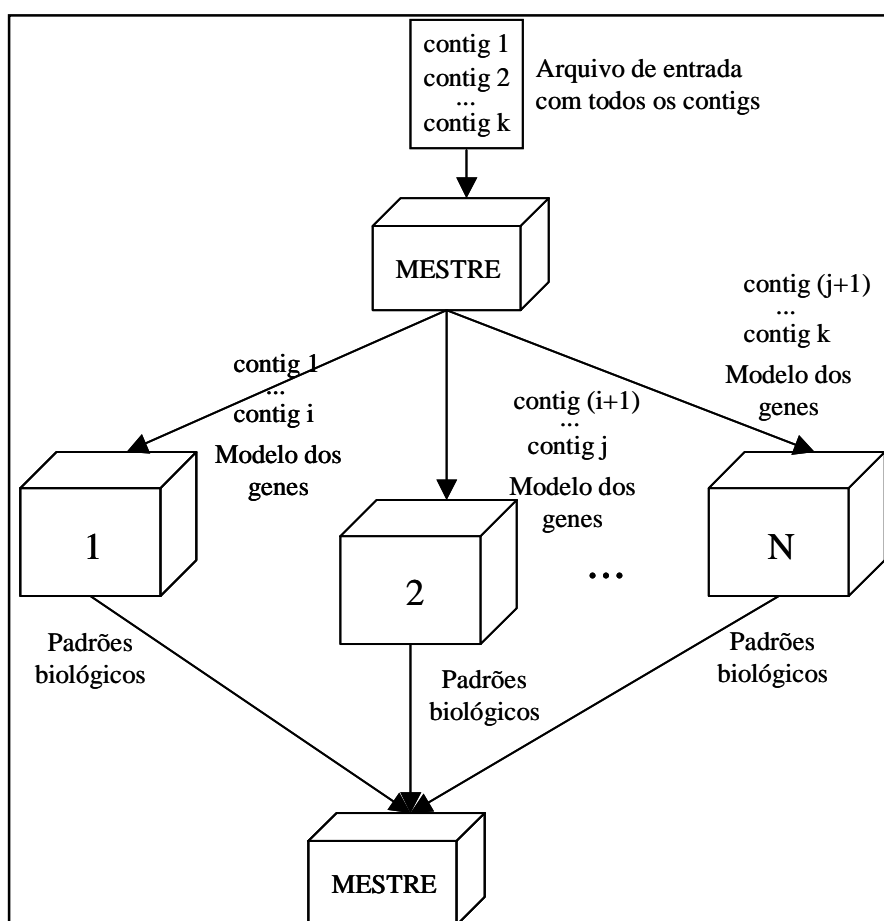 contig 1
contig 2
...
contig k
Arquivo de entrada
com todos os contigs
MESTRE
contig 1
...
contig i
Modelo dos
genes
contig (i+1)
...
contig j
Modelo dos
genes
contig (j+1)
...
contig k
Modelo dos
genes
1
2
...
N
Padrões
biológicos
Padrões
biológicos
Padrões
biológicos
MESTRE